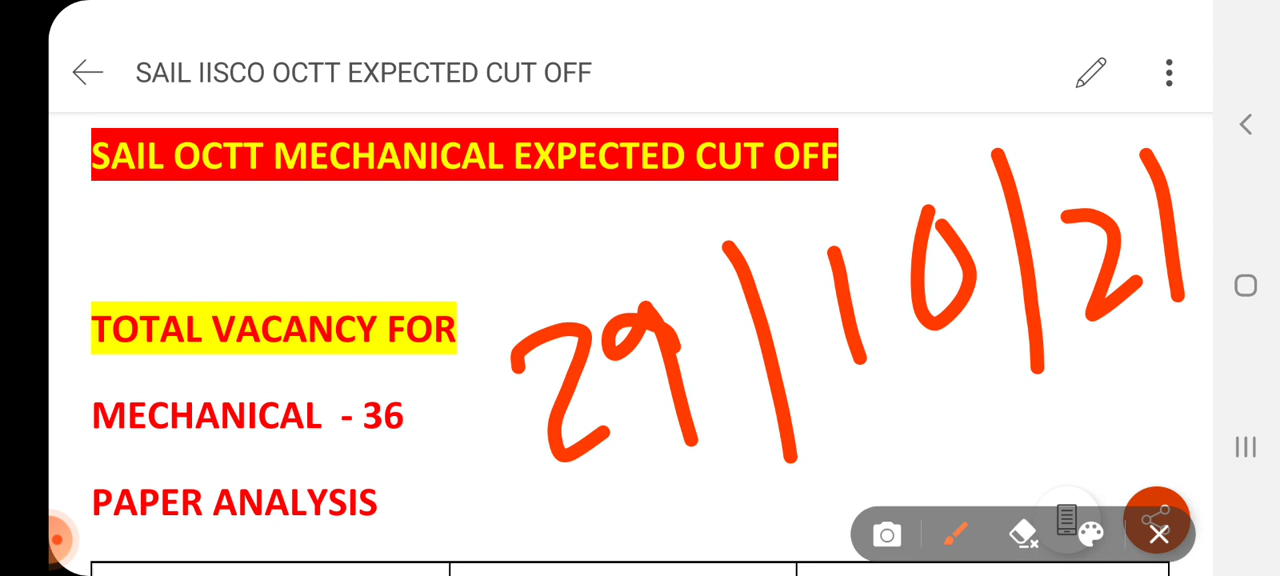 SAIL IISCO OCTT EXPECTED CUT OFF
SAIL OCTT MECHANICAL EXPECTED CUT OFF
29/10/21
TOTAL VACANCY FOR
MECHANICAL - 36
PAPER ANALYSIS